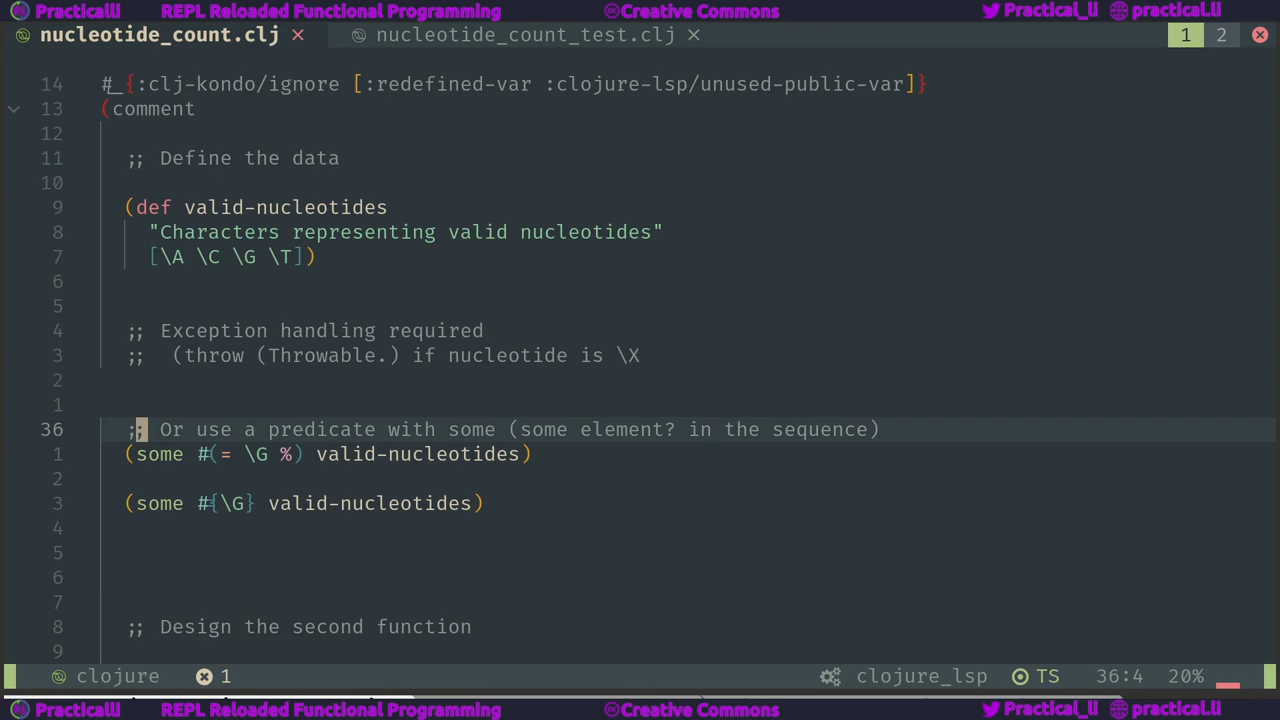 Practicalli REPL Reloaded Functional Programming Creative Commons Practical_li practical.li
nucleotide_count.clj × nucleotide_count_test.clj × 1 2
14 #_{:clj-kondo/ignore [:redefined-var :clojure-lsp/unused-public-var]}
13 (comment
12
11 ;; Define the data
10
9 (def valid-nucleotides
8 "Characters representing valid nucleotides"
7 [\A \C \G \T])
6
5
4 ;; Exception handling required
3 ;; (throw (Throwable.) if nucleotide is \X
2
1
36 ;; Or use a predicate with some (some element? in the sequence)
1 (some #(= \G %) valid-nucleotides)
2
3 (some #{\G} valid-nucleotides)
4
5
6
7
8 ;; Design the second function
9
clojure 1 clojure_lsp TS 36:4 20%
Practicalli REPL Reloaded Functional Programming Creative Commons Practical_li practical.li